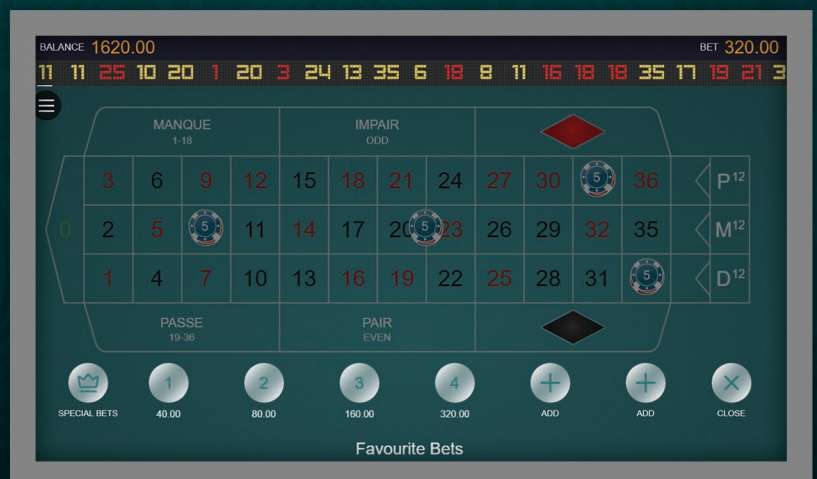 BALANCE 1620.00 BET 320.00
11 11 25 10 20 1 20 3 24 13 35 6 18 8 11 16 18 18 35 17 19 21 3
MANQUE IMPAIR
1-18 ODD
3 6 9 12 15 18 21 24 27 30 5 36 P12
0 2 5 5 11 14 17 20 5 23 26 29 32 35 M12
1 4 7 10 13 16 19 22 25 28 31 5 D12
PASSE PAIR
19-36 EVEN
1 2 3 4
SPECIAL BETS 40.00 80.00 160.00 320.00 ADD ADD CLOSE
Favourite Bets